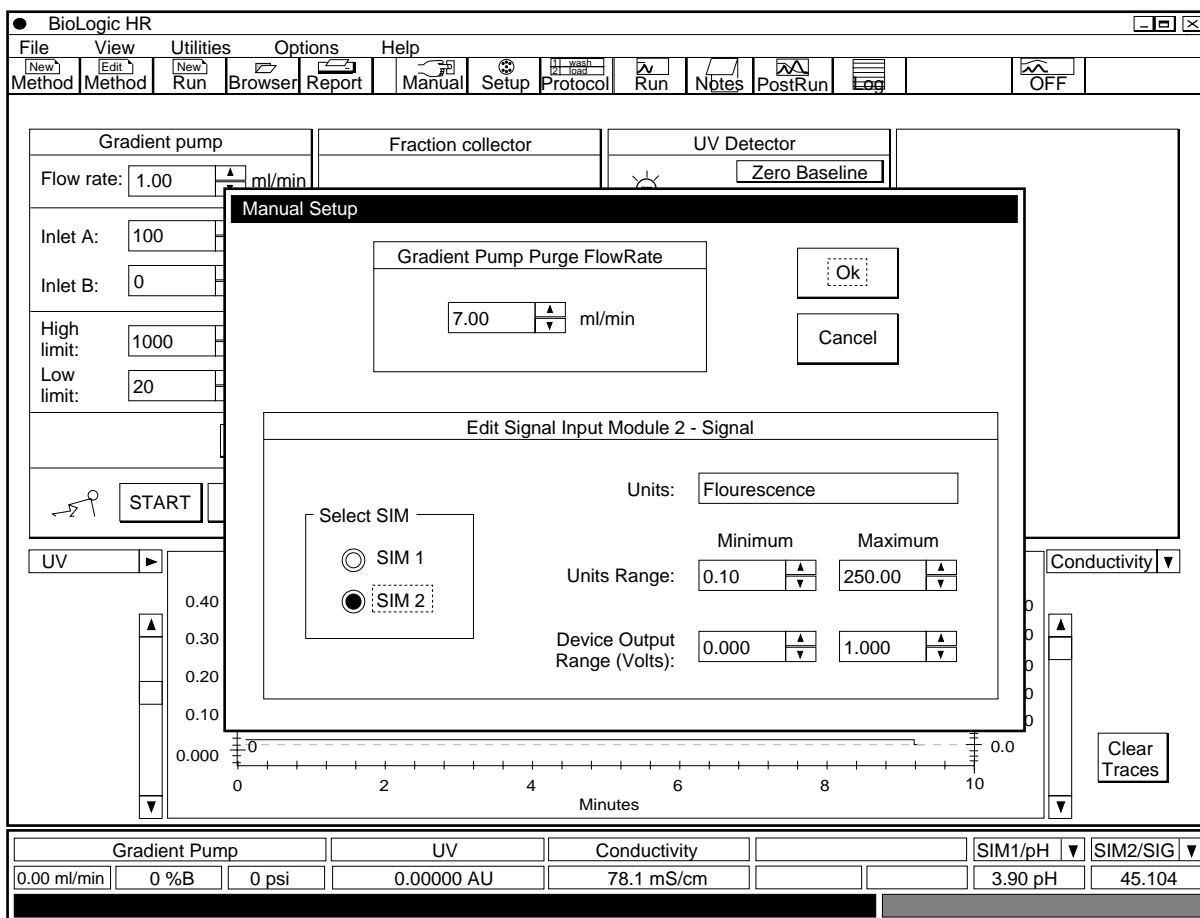 BioLogic HR
File View Utilities Options Help
New Method Edit Method New Run Browser Report Manual Setup 1 wash 2 load Protocol Run Notes PostRun Log OFF
Gradient pump
Flow rate: 1.00 ml/min
Inlet A: 100
Inlet B: 0
High limit: 1000
Low limit: 20
START
Fraction collector
UV Detector
Zero Baseline
Manual Setup
Gradient Pump Purge FlowRate
7.00 ml/min
Ok
Cancel
Edit Signal Input Module 2 - Signal
Select SIM
SIM 1
SIM 2
Units: Flourescence
Minimum Maximum
Units Range: 0.10 250.00
Device Output Range (Volts): 0.000 1.000
UV
Conductivity
0.40
0.30
0.20
0.10
0.000 0 0.0
0 2 4 6 8 10
Minutes
Clear Traces
Gradient Pump UV Conductivity SIM1/pH SIM2/SIG
0.00 ml/min 0 %B 0 psi 0.00000 AU 78.1 mS/cm 3.90 pH 45.104